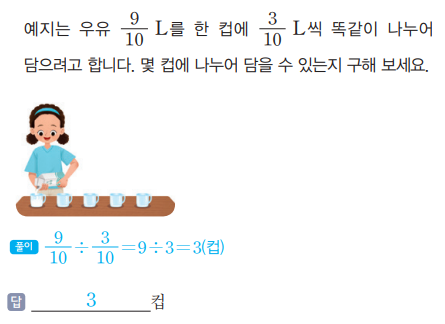 예지는 우유 9/10 L를 한 컵에 3/10 L씩 똑같이 나누어
담으려고 합니다. 몇 컵에 나누어 담을 수 있는지 구해 보세요.
풀이 9/10÷3/10=9÷3=3(컵)
답 3 컵